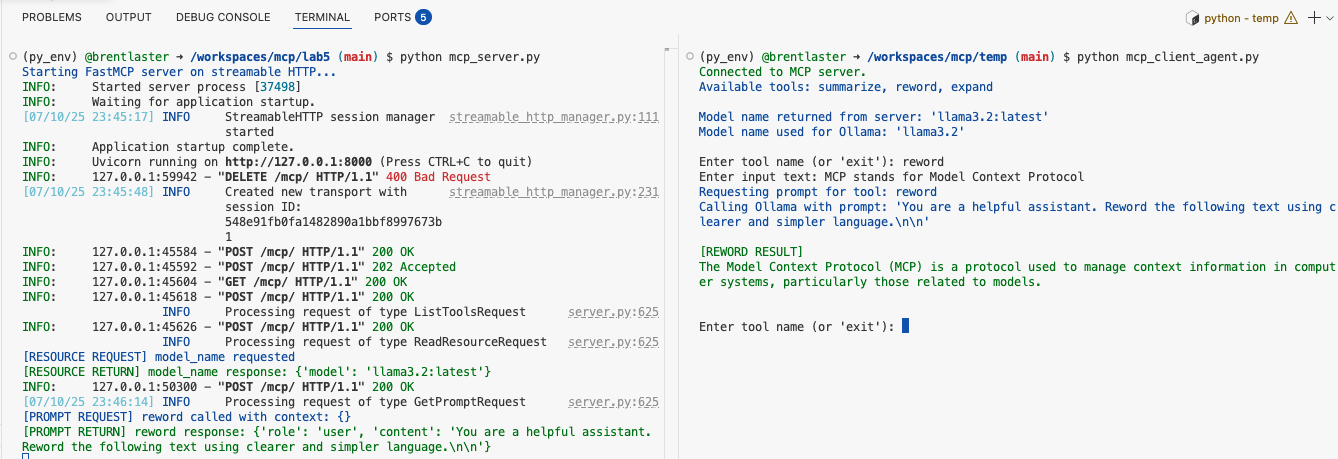 PROBLEMS OUTPUT DEBUG CONSOLE TERMINAL PORTS 5 python - temp
(py_env) @brentlaster → /workspaces/mcp/lab5 (main) $ python mcp_server.py
Starting FastMCP server on streamable HTTP...
INFO: Started server process [37498]
INFO: Waiting for application startup.
[07/10/25 23:45:17] INFO StreamableHTTP session manager streamable_http_manager.py:111
started
INFO: Application startup complete.
INFO: Uvicorn running on http://127.0.0.1:8000 (Press CTRL+C to quit)
INFO: 127.0.0.1:59942 - "DELETE /mcp/ HTTP/1.1" 400 Bad Request
[07/10/25 23:45:48] INFO Created new transport with streamable_http_manager.py:231
session ID:
548e91fb0fa1482890a1bbf8997673b
1
INFO: 127.0.0.1:45584 - "POST /mcp/ HTTP/1.1" 200 OK
INFO: 127.0.0.1:45592 - "POST /mcp/ HTTP/1.1" 202 Accepted
INFO: 127.0.0.1:45604 - "GET /mcp/ HTTP/1.1" 200 OK
INFO: 127.0.0.1:45618 - "POST /mcp/ HTTP/1.1" 200 OK
INFO Processing request of type ListToolsRequest server.py:625
INFO: 127.0.0.1:45626 - "POST /mcp/ HTTP/1.1" 200 OK
INFO Processing request of type ReadResourceRequest server.py:625
[RESOURCE REQUEST] model_name requested
[RESOURCE RETURN] model_name response: {'model': 'llama3.2:latest'}
INFO: 127.0.0.1:50300 - "POST /mcp/ HTTP/1.1" 200 OK
[07/10/25 23:46:14] INFO Processing request of type GetPromptRequest server.py:625
[PROMPT REQUEST] reword called with context: {}
[PROMPT RETURN] reword response: {'role': 'user', 'content': 'You are a helpful assistant.
Reword the following text using clearer and simpler language.\n\n'}
(py_env) @brentlaster → /workspaces/mcp/temp (main) $ python mcp_client_agent.py
Connected to MCP server.
Available tools: summarize, reword, expand
Model name returned from server: 'llama3.2:latest'
Model name used for Ollama: 'llama3.2'
Enter tool name (or 'exit'): reword
Enter input text: MCP stands for Model Context Protocol
Requesting prompt for tool: reword
Calling Ollama with prompt: 'You are a helpful assistant. Reword the following text using c
learer and simpler language.\n\n'
[REWORD RESULT]
The Model Context Protocol (MCP) is a protocol used to manage context information in comput
er systems, particularly those related to models.
Enter tool name (or 'exit'):